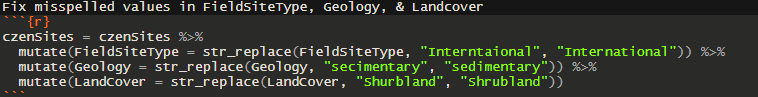 Fix misspelled values in FieldSiteType, Geology, & Landcover
```{r}
czenSites = czenSites %>%
  mutate(FieldSiteType = str_replace(FieldSiteType, "Interntaional", "International")) %>%
  mutate(Geology = str_replace(Geology, "secimentary", "sedimentary")) %>%
  mutate(LandCover = str_replace(LandCover, "Shurbland", "Shrubland"))
```